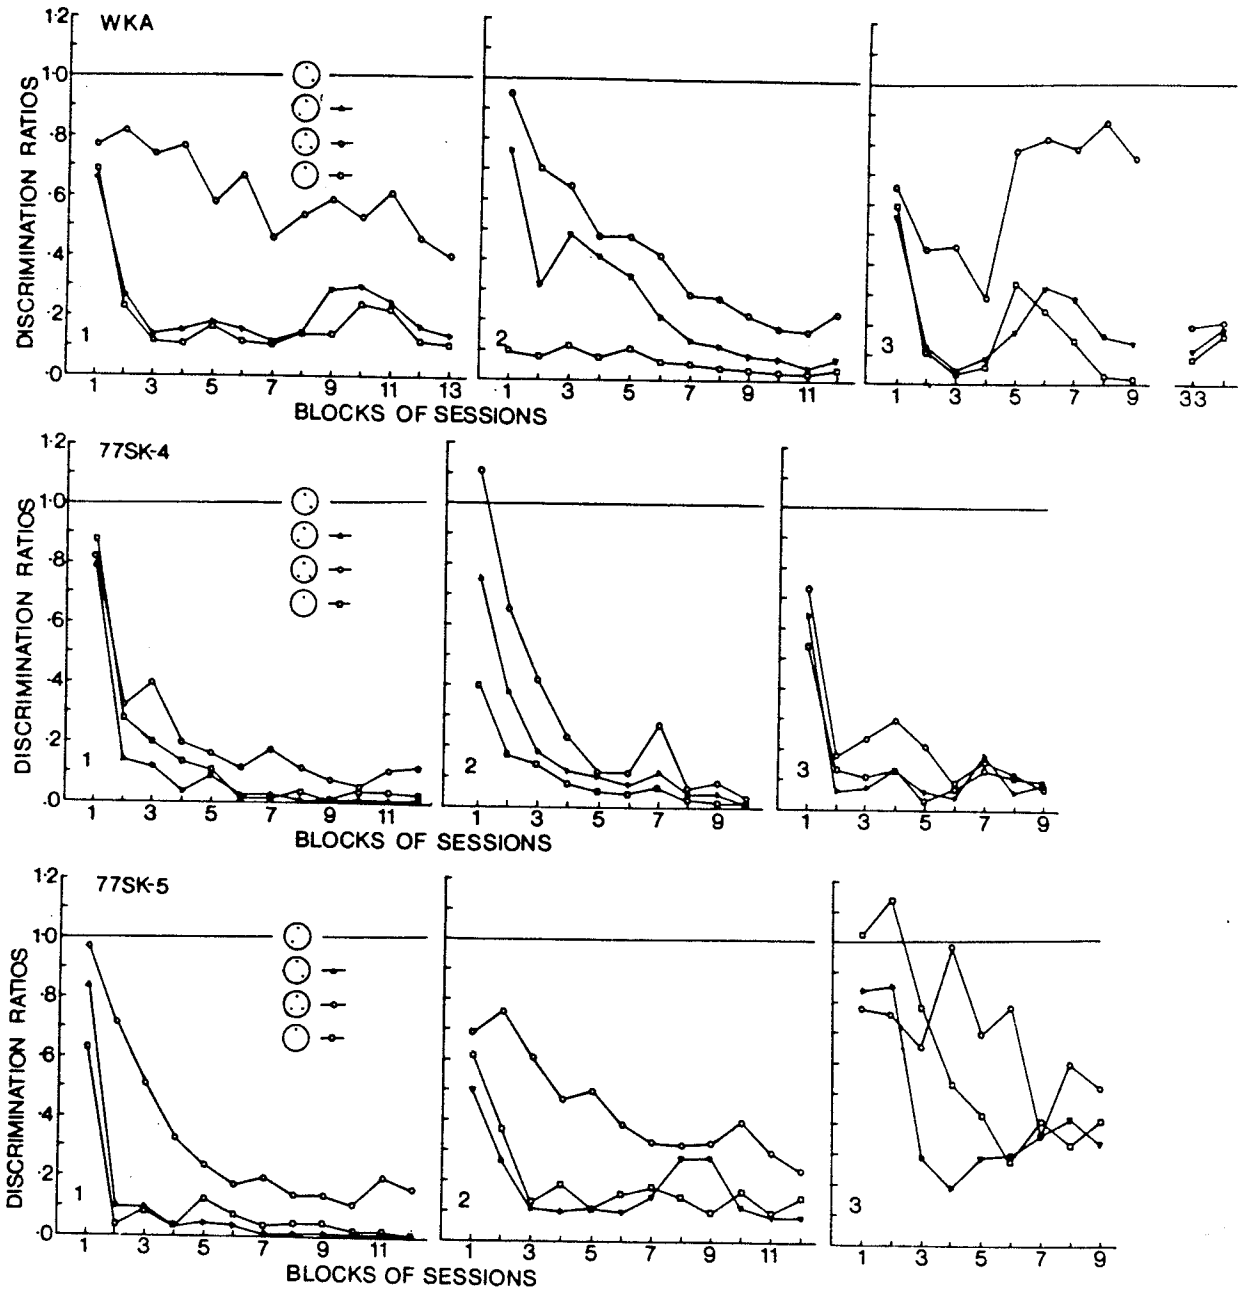 WKA
DISCRIMINATION RATIOS
1.2
1.0
.8
.6
.4
.2
.0
1
1 3 5 7 9 11 13
2
1 3 5 7 9 11
3
1 3 5 7 9 33
BLOCKS OF SESSIONS
77SK-4
DISCRIMINATION RATIOS
1.2
1.0
.8
.6
.4
.2
.0
1
1 3 5 7 9 11
2
1 3 5 7 9
3
1 3 5 7 9
BLOCKS OF SESSIONS
77SK-5
DISCRIMINATION RATIOS
1.2
1.0
.8
.6
.4
.2
.0
1
1 3 5 7 9 11
2
1 3 5 7 9 11
3
1 3 5 7 9
BLOCKS OF SESSIONS